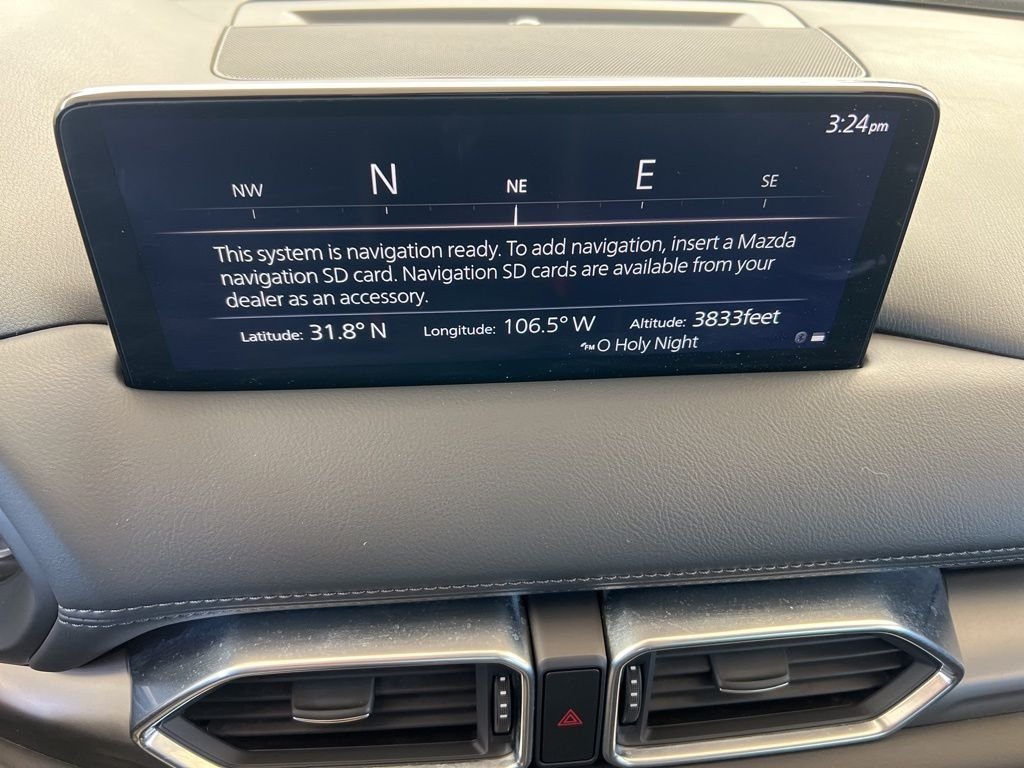 3:24pm
NW N NE E SE
This system is navigation ready. To add navigation, insert a Mazda
navigation SD card. Navigation SD cards are available from your
dealer as an accessory.
Latitude: 31.8° N Longitude: 106.5° W Altitude: 3833feet
FM O Holy Night